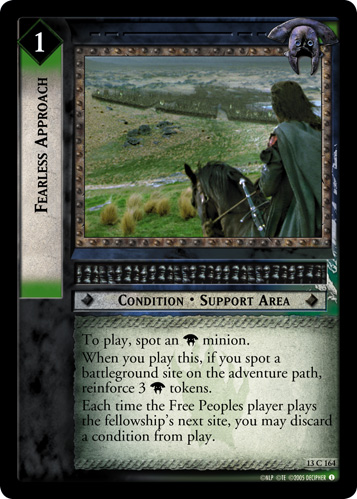 1
FEARLESS APPROACH
CONDITION • SUPPORT AREA
To play, spot an minion.
When you play this, if you spot a
battleground site on the adventure path,
reinforce 3 tokens.
Each time the Free Peoples player plays
the fellowship's next site, you may discard
a condition from play.
13 C 164
©NLP ©TE ©2005 DECIPHER